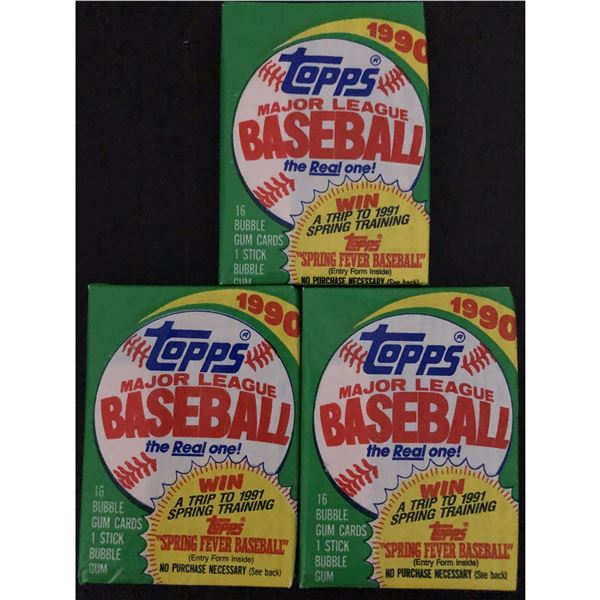 1990
Topps®
MAJOR LEAGUE
BASEBALL
the Real one!
16
BUBBLE
GUM CARDS
1 STICK
BUBBLE
GUM
WIN
A TRIP TO 1991
SPRING TRAINING
Topps
"SPRING FEVER BASEBALL"
(Entry Form Inside)
NO PURCHASE NECESSARY (See back)
1990
Topps®
MAJOR LEAGUE
BASEBALL
the Real one!
16
BUBBLE
GUM CARDS
1 STICK
BUBBLE
GUM
WIN
A TRIP TO 1991
SPRING TRAINING
Topps
"SPRING FEVER BASEBALL"
(Entry Form Inside)
NO PURCHASE NECESSARY (See back)
1990
Topps®
MAJOR LEAGUE
BASEBALL
the Real one!
16
BUBBLE
GUM CARDS
1 STICK
BUBBLE
GUM
WIN
A TRIP TO 1991
SPRING TRAINING
Topps
"SPRING FEVER BASEBALL"
(Entry Form Inside)
NO PURCHASE NECESSARY (See back)